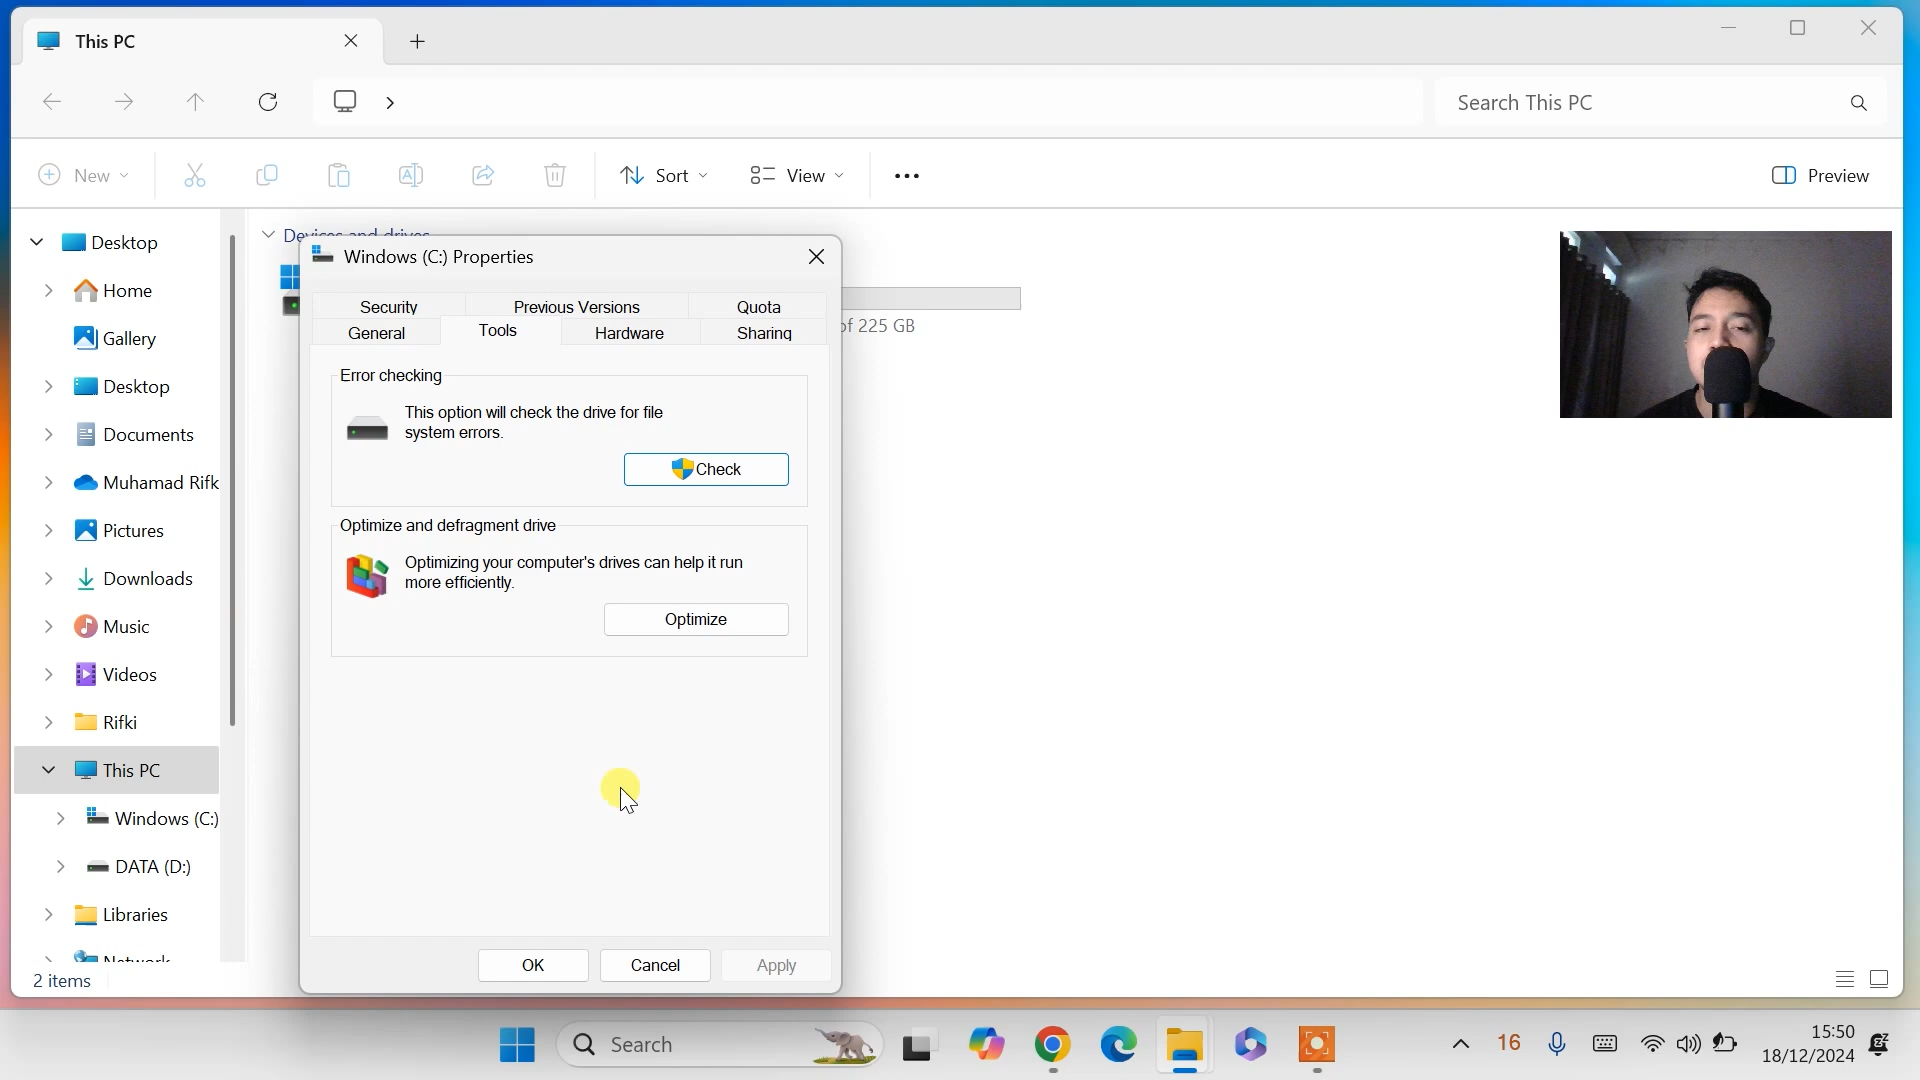 This PC
Search This PC
New
Sort
View
Preview
Desktop
Home
Gallery
Desktop
Documents
Muhamad Rifk
Pictures
Downloads
Music
Videos
Rifki
This PC
Windows (C:)
DATA (D:)
Libraries
Network
2 items
Devices and drives
of 225 GB
Windows (C:) Properties
Security
Previous Versions
Quota
General
Tools
Hardware
Sharing
Error checking
This option will check the drive for file
system errors.
Check
Optimize and defragment drive
Optimizing your computer's drives can help it run
more efficiently.
Optimize
OK
Cancel
Apply
Search
16
15:50
18/12/2024